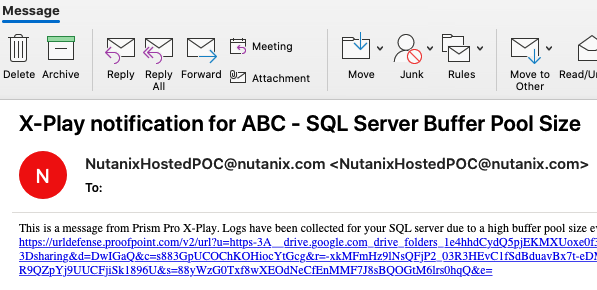 Message
Delete
Archive
Reply
Reply All
Forward
Meeting
Attachment
Move
Junk
Rules
Move to Other
Read/Un
X-Play notification for ABC - SQL Server Buffer Pool Size
N
NutanixHostedPOC@nutanix.com <NutanixHostedPOC@nutanix.com>
To:
This is a message from Prism Pro X-Play. Logs have been collected for your SQL server due to a high buffer pool size ev
https://urldefense.proofpoint.com/v2/url?u=https-3A__drive.google.com_drive_folders_1e4hhdCydQ5pjEKMXUoxe0f3
3Dsharing&d=DwIGaQ&c=s883GpUCOChKOHiocYtGcg&r=-xkMFmHz9lNsQFjP2_03R3HEvC1fSdBduavBx7t-eDM
R9QZpYj9UUCFjiSk1896U&s=88yWzG0Txf8wXEOdNeCfEnMMF7J8sBQOGtM6lrs0hqQ&e=